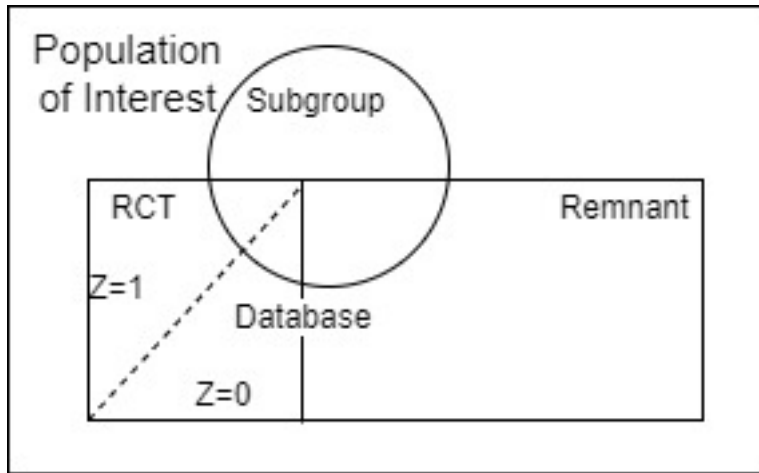 Population
of Interest
Subgroup
RCT
Remnant
Z=1
Database
Z=0